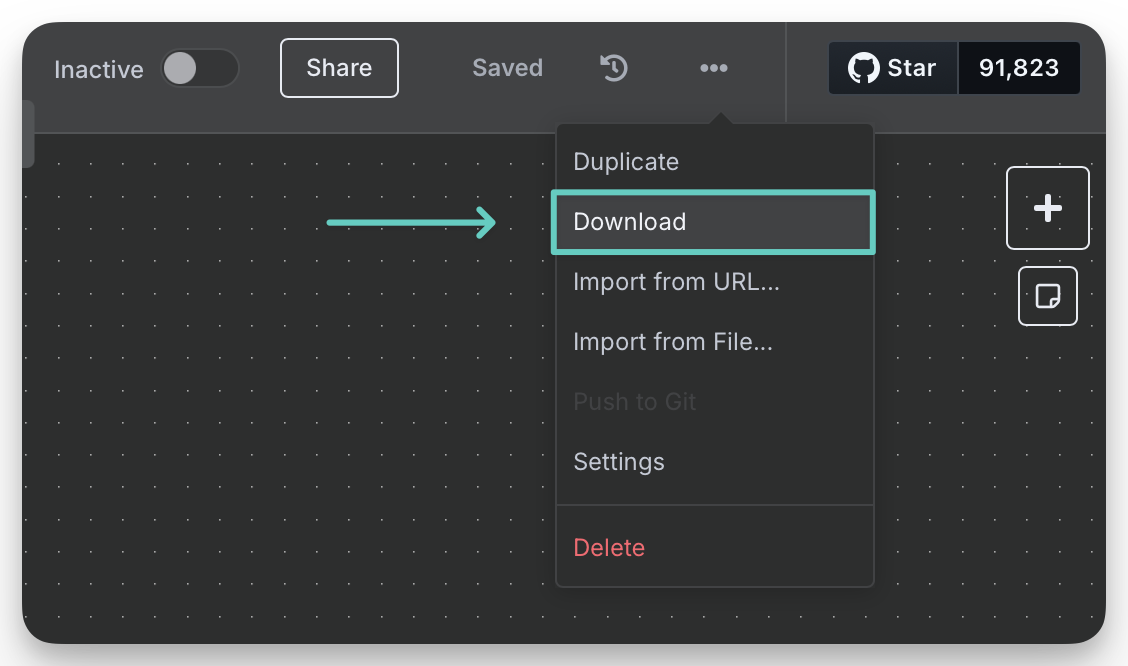 Inactive
Share
Saved
Star
91,823
Duplicate
Download
Import from URL...
Import from File...
Push to Git
Settings
Delete